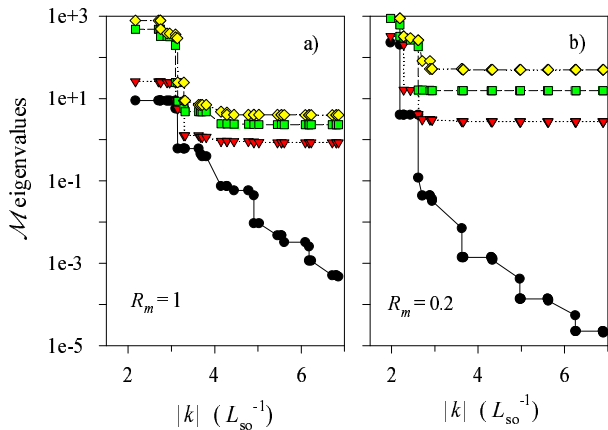 1e+3
1e+1
1e-1
1e-3
1e-5
ℳ eigenvalues
a)
R_m = 1
2 4 6
|k| (L_so^-1)
b)
R_m = 0.2
2 4 6
|k| (L_so^-1)